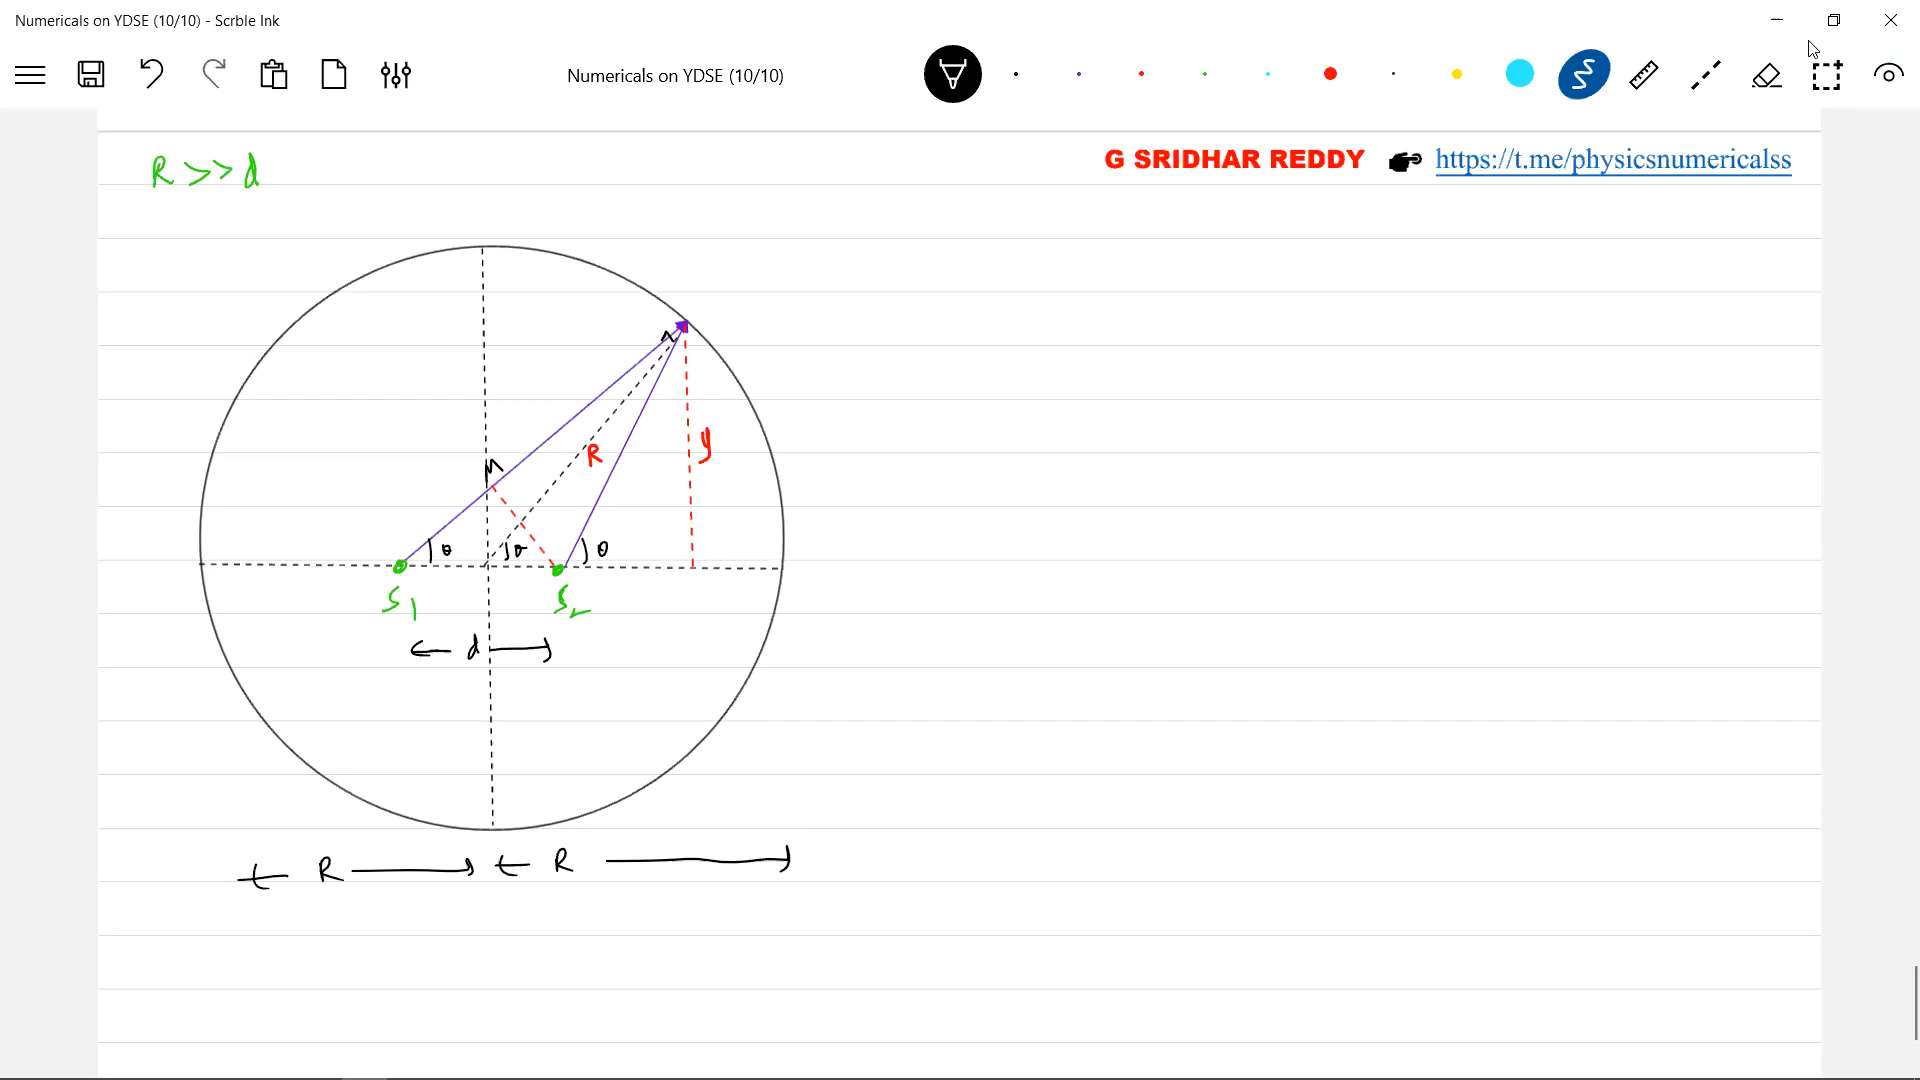 Numericals on YDSE (10/10) - Scrble Ink
Numericals on YDSE (10/10)
R >> d
G SRIDHAR REDDY https://t.me/physicsnumericalss
R
y
M
θ θ θ
S1 S2
d
R R